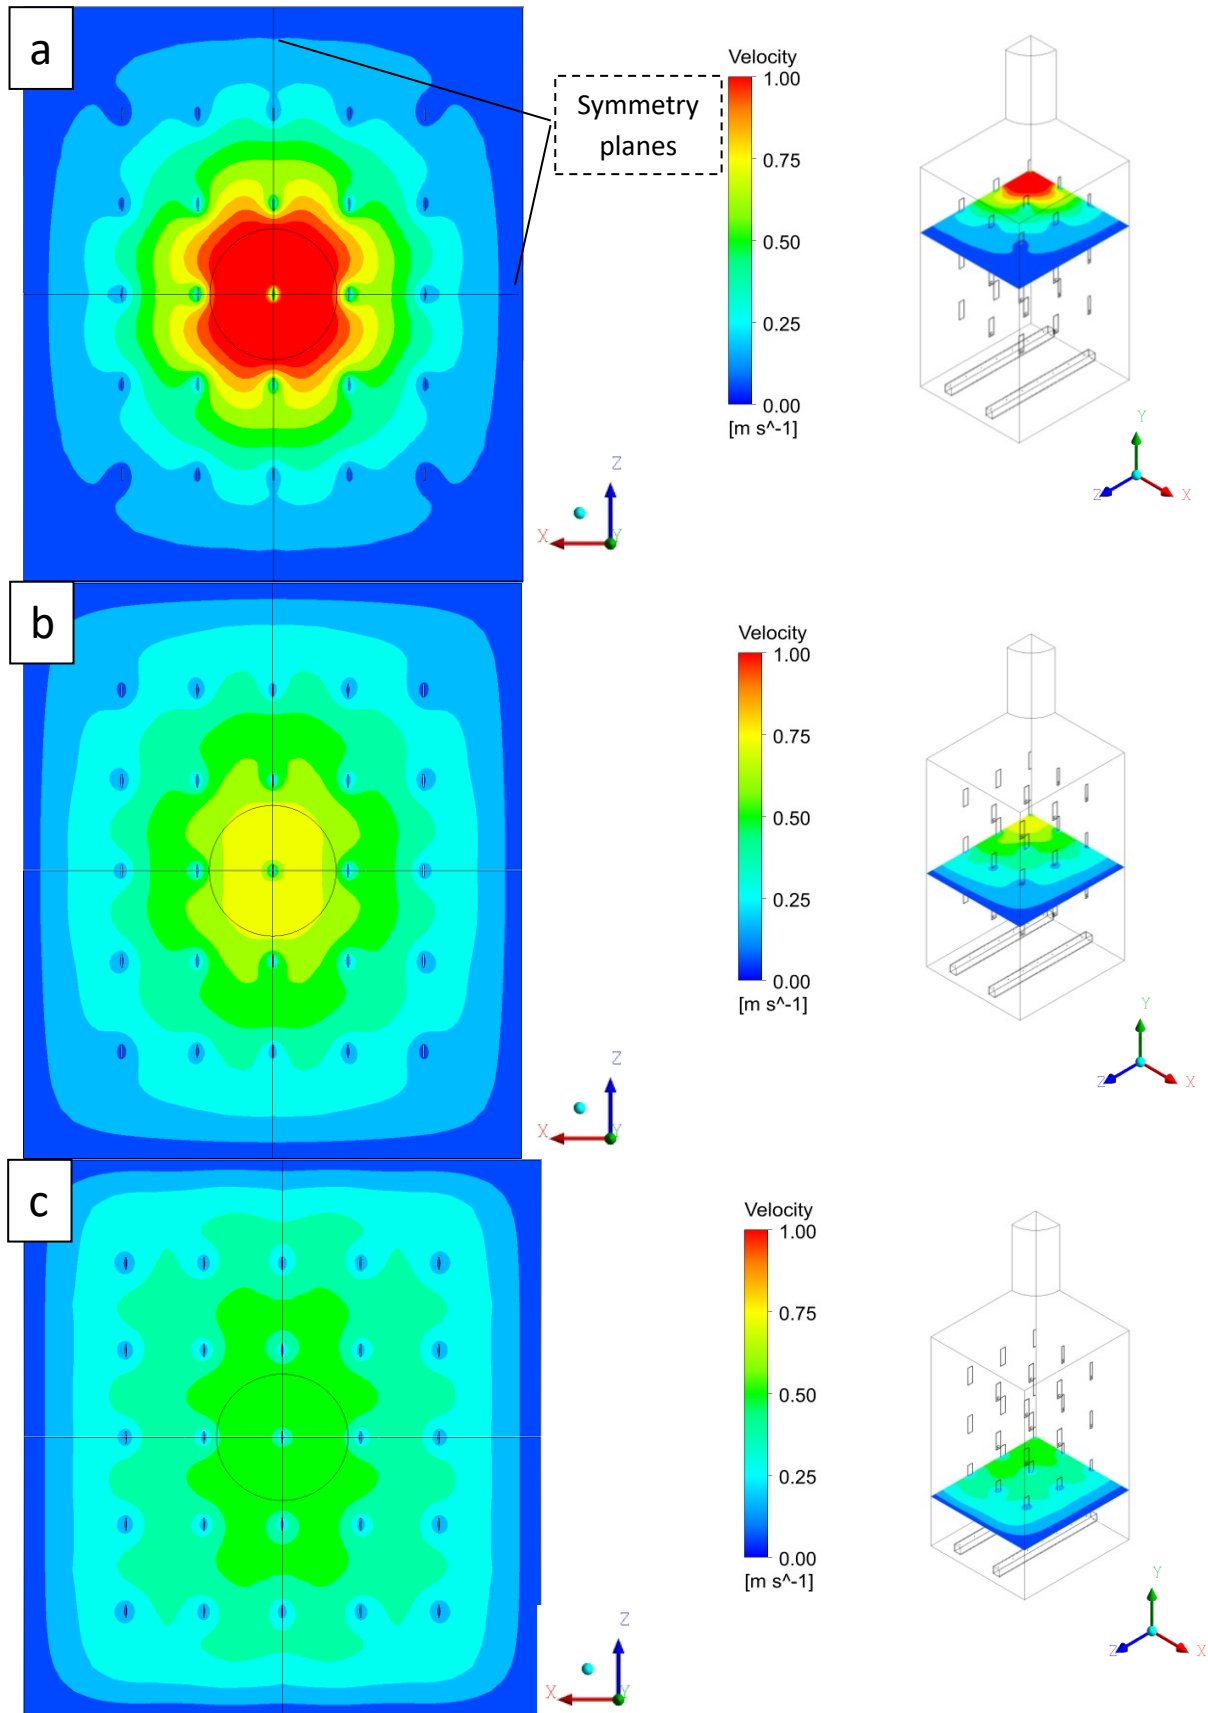 a
Symmetry
planes
Velocity
1.00
0.75
0.50
0.25
0.00
[m s^-1]
Z
X
Y
Y
Z
X
b
Velocity
1.00
0.75
0.50
0.25
0.00
[m s^-1]
Z
X
Y
Y
Z
X
c
Velocity
1.00
0.75
0.50
0.25
0.00
[m s^-1]
Z
X
Y
Y
Z
X